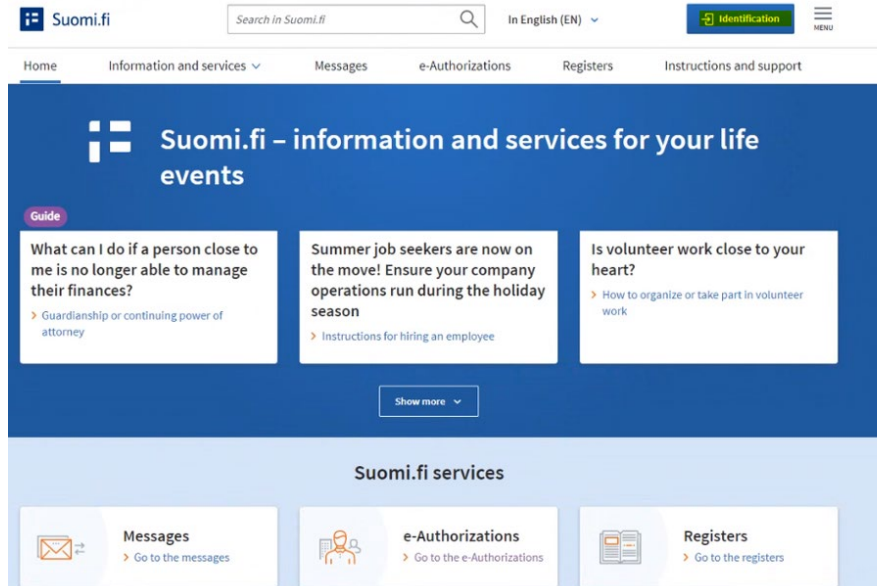 Suomi.fi
Search in Suomi.fi
In English (EN)
Identification
MENU
Home
Information and services
Messages
e-Authorizations
Registers
Instructions and support
Suomi.fi – information and services for your life
events
Guide
What can I do if a person close to
me is no longer able to manage
their finances?
Guardianship or continuing power of
attorney
Summer job seekers are now on
the move! Ensure your company
operations run during the holiday
season
Instructions for hiring an employee
Is volunteer work close to your
heart?
How to organize or take part in volunteer
work
Show more
Suomi.fi services
Messages
Go to the messages
e-Authorizations
Go to the e-Authorizations
Registers
Go to the registers